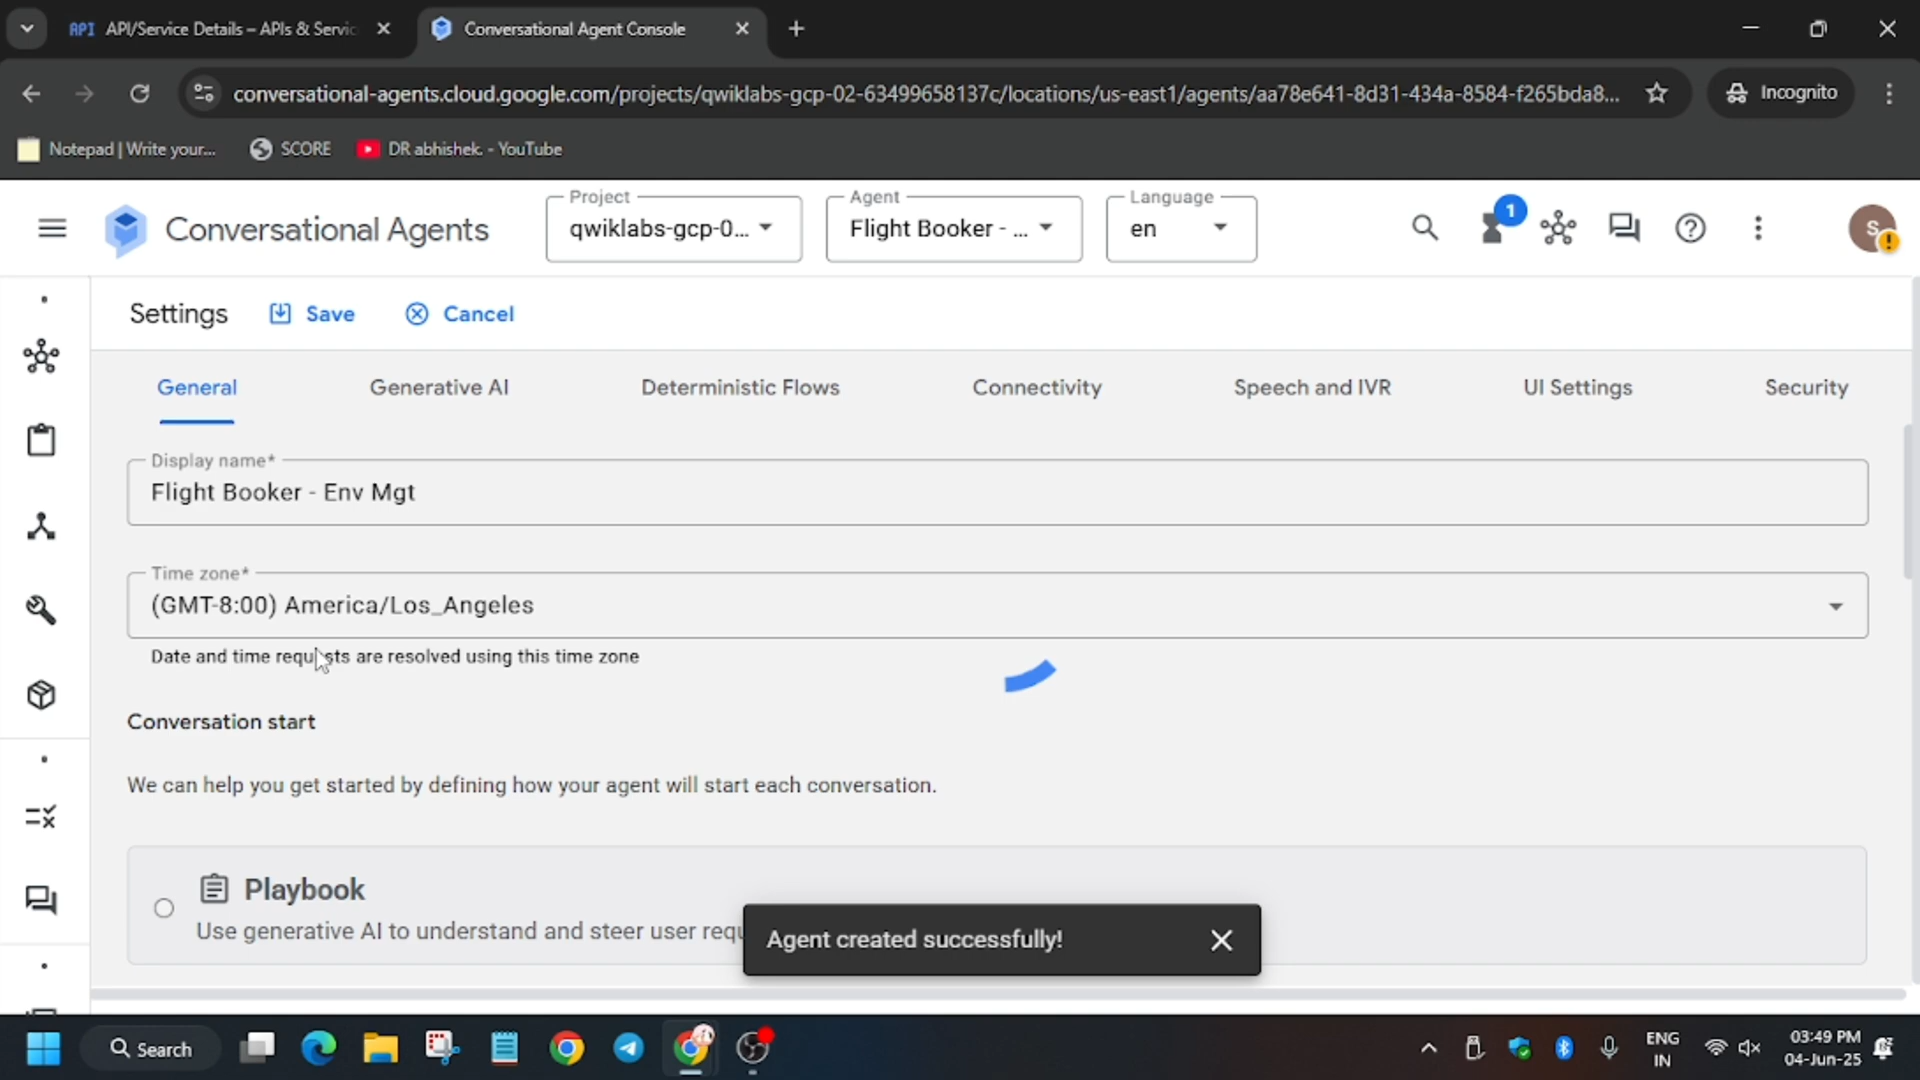 API API/Service Details – APIs & Servic
Conversational Agent Console
conversational-agents.cloud.google.com/projects/qwiklabs-gcp-02-63499658137c/locations/us-east1/agents/aa78e641-8d31-434a-8584-f265bda8...
Incognito
Notepad | Write your...
SCORE
DR abhishek. - YouTube
Conversational Agents
Project
qwiklabs-gcp-0...
Agent
Flight Booker - ...
Language
en
1
S
Settings
Save
Cancel
General
Generative AI
Deterministic Flows
Connectivity
Speech and IVR
UI Settings
Security
Display name*
Flight Booker - Env Mgt
Time zone*
(GMT-8:00) America/Los_Angeles
Date and time requests are resolved using this time zone
Conversation start
We can help you get started by defining how your agent will start each conversation.
Playbook
Use generative AI to understand and steer user requ
Agent created successfully!
Search
ENG
IN
03:49 PM
04-Jun-25